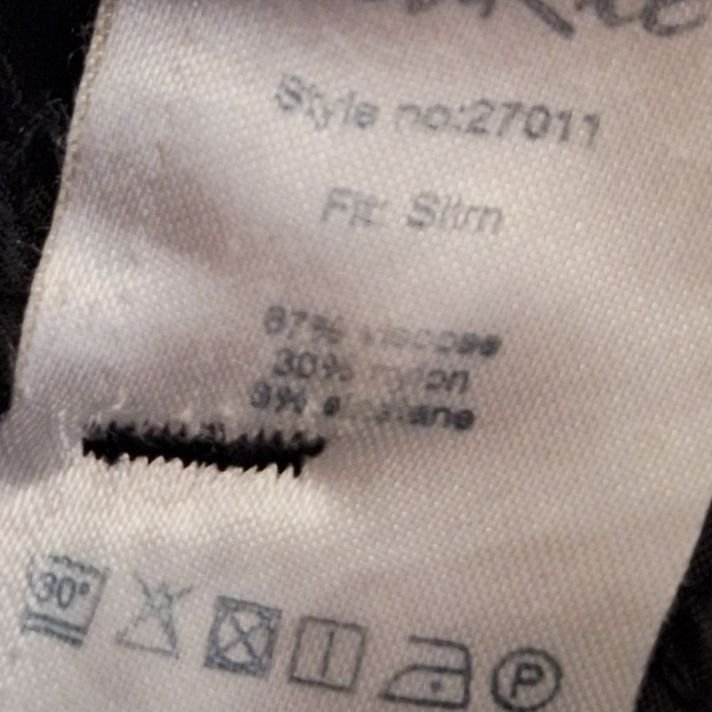 Style no:27011
Fit: Slim
67% viscose
30% nylon
3% elastane
30°
P